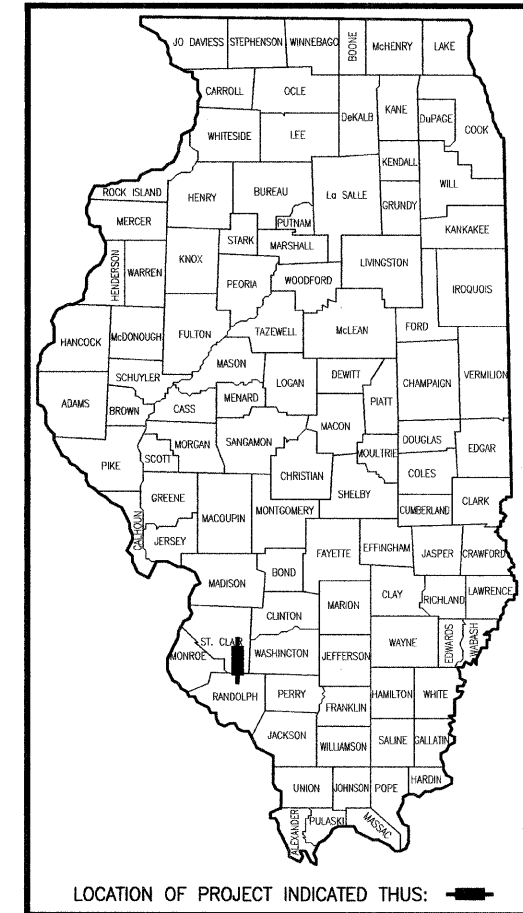 JO DAVIESS STEPHENSON WINNEBAGO BOONE McHENRY LAKE
CARROLL OCLE DeKALB KANE DuPAGE COOK
WHITESIDE LEE
KENDALL
ROCK ISLAND HENRY BUREAU La SALLE GRUNDY WILL
MERCER PUTNAM KANKAKEE
HENDERSON WARREN KNOX STARK MARSHALL LIVINGSTON
PEORIA WOODFORD IROQUOIS
HANCOCK McDONOUGH FULTON TAZEWELL McLEAN FORD
SCHUYLER MASON DEWITT CHAMPAIGN VERMILION
ADAMS BROWN CASS MENARD LOGAN PIATT
MORGAN SANGAMON MACON DOUGLAS EDGAR
PIKE SCOTT CHRISTIAN MOULTRIE COLES
GREENE SHELBY
CALHOUN MACOUPIN MONTGOMERY CUMBERLAND CLARK
JERSEY FAYETTE EFFINGHAM JASPER CRAWFORD
MADISON BOND
CLAY RICHLAND LAWRENCE
CLINTON MARION
ST. CLAIR WAYNE EDWARDS WABASH
MONROE WASHINGTON JEFFERSON
RANDOLPH PERRY HAMILTON WHITE
FRANKLIN
JACKSON WILLIAMSON SALINE GALLATIN
HARDIN
UNION JOHNSON POPE
ALEXANDER PULASKI MASSAC
LOCATION OF PROJECT INDICATED THUS: